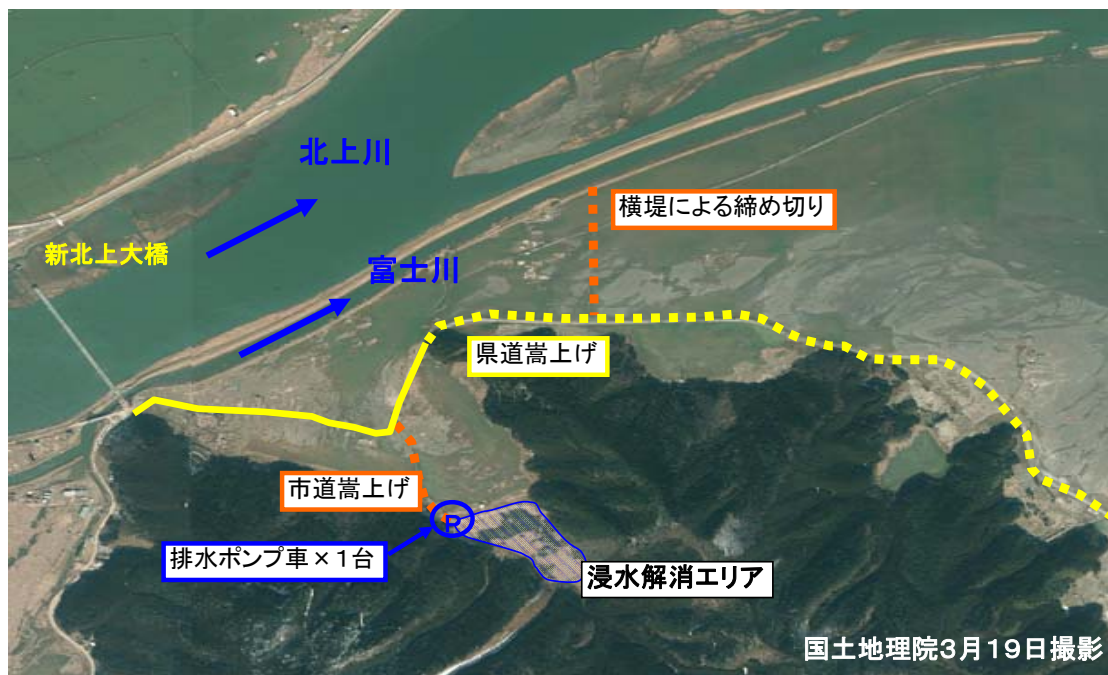 北上川
横堤による締め切り
新北上大橋
富士川
県道嵩上げ
市道嵩上げ
P
排水ポンプ車×1台
浸水解消エリア
国土地理院3月19日撮影